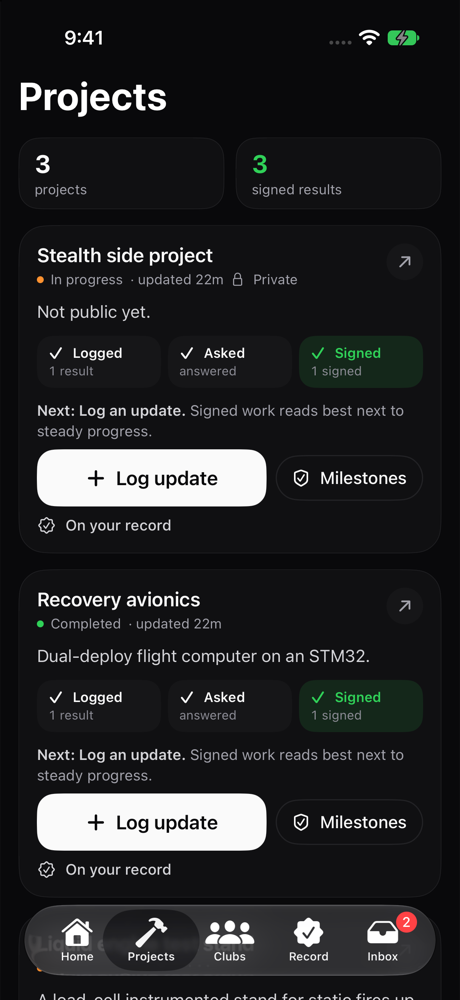 9:41
Projects
3
projects
3
signed results
Stealth side project
In progress · updated 22m Private
Not public yet.
Logged
1 result
Asked
answered
Signed
1 signed
Next: Log an update. Signed work reads best next to
steady progress.
+ Log update
Milestones
On your record
Recovery avionics
Completed · updated 22m
Dual-deploy flight computer on an STM32.
Logged
1 result
Asked
answered
Signed
1 signed
Next: Log an update. Signed work reads best next to
steady progress.
+ Log update
Milestones
On your record
Home
Projects
Clubs
Record
Inbox
2
A load-cell instrumented stand for static fires up